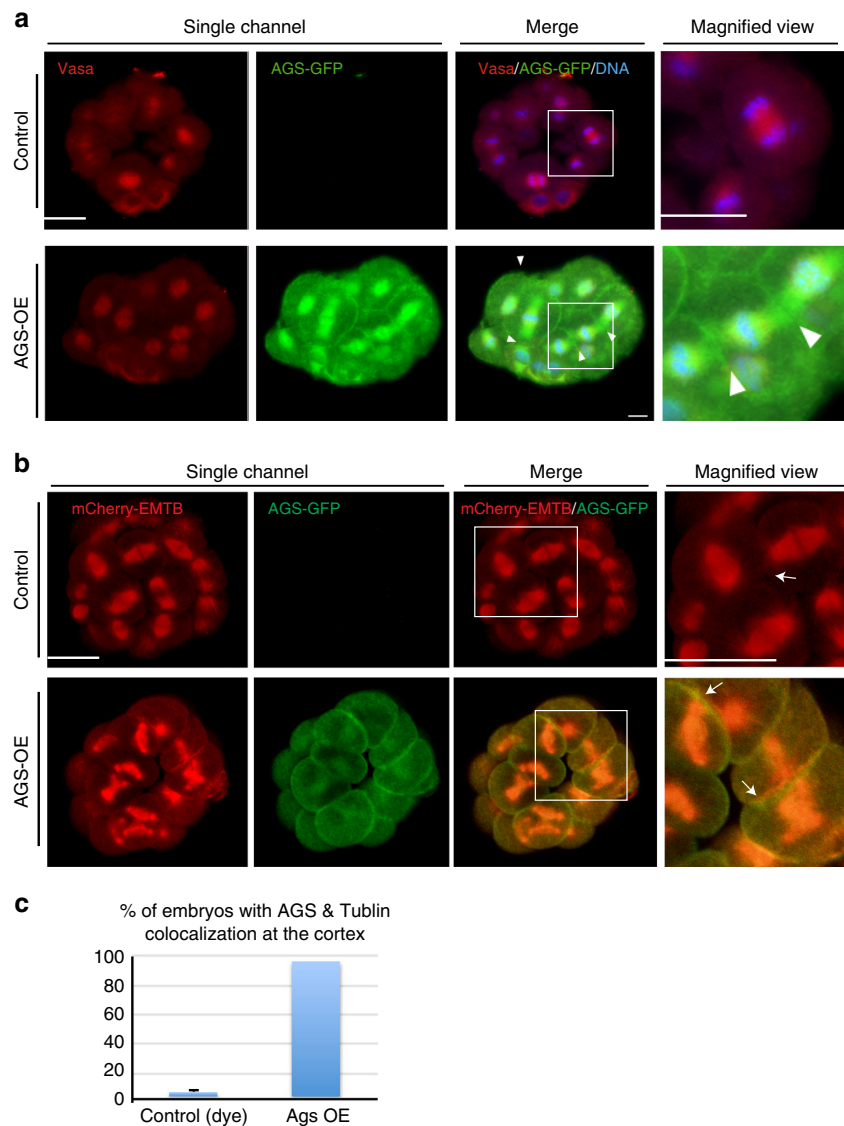 a
Single channel
Merge
Magnified view
Control
Vasa
AGS-GFP
Vasa/AGS-GFP/DNA
AGS-OE
b
Single channel
Merge
Magnified view
Control
mCherry-EMTB
AGS-GFP
mCherry-EMTB/AGS-GFP
AGS-OE
c
% of embryos with AGS & Tublin
colocalization at the cortex
100
80
60
40
20
0
Control (dye)
Ags OE